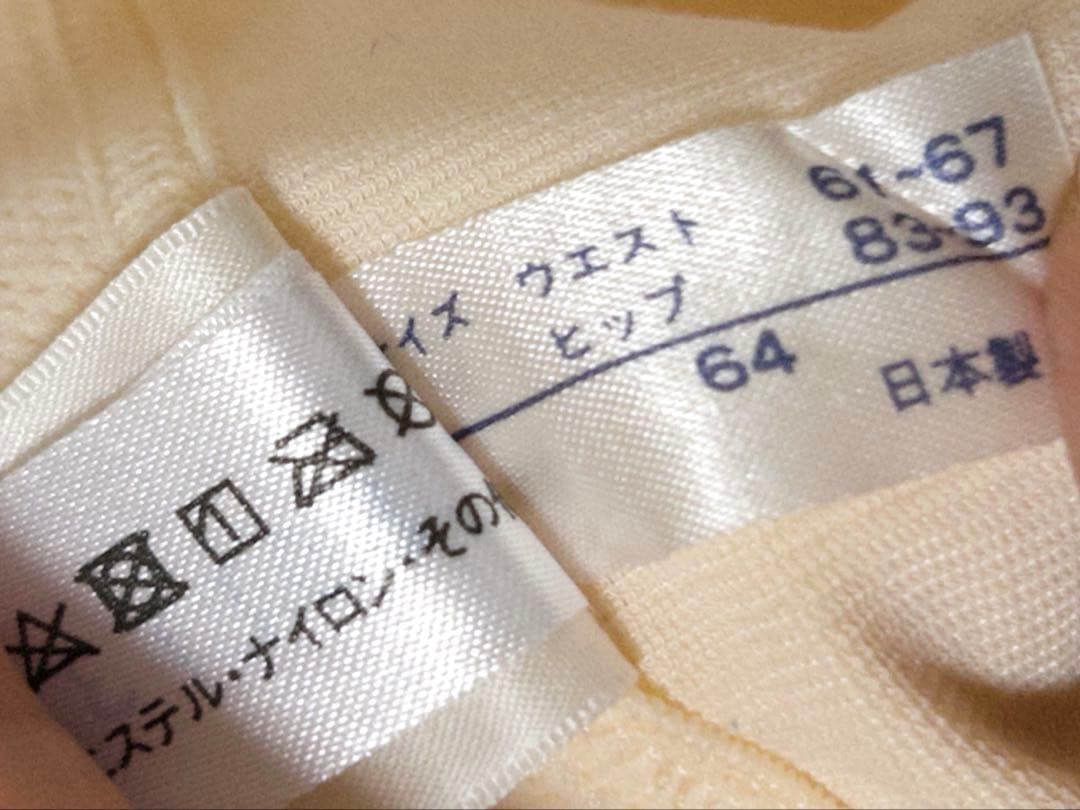 イズ ウエスト 61~67
ヒップ 83-93
64
日本製
ステル・ナイロン・その